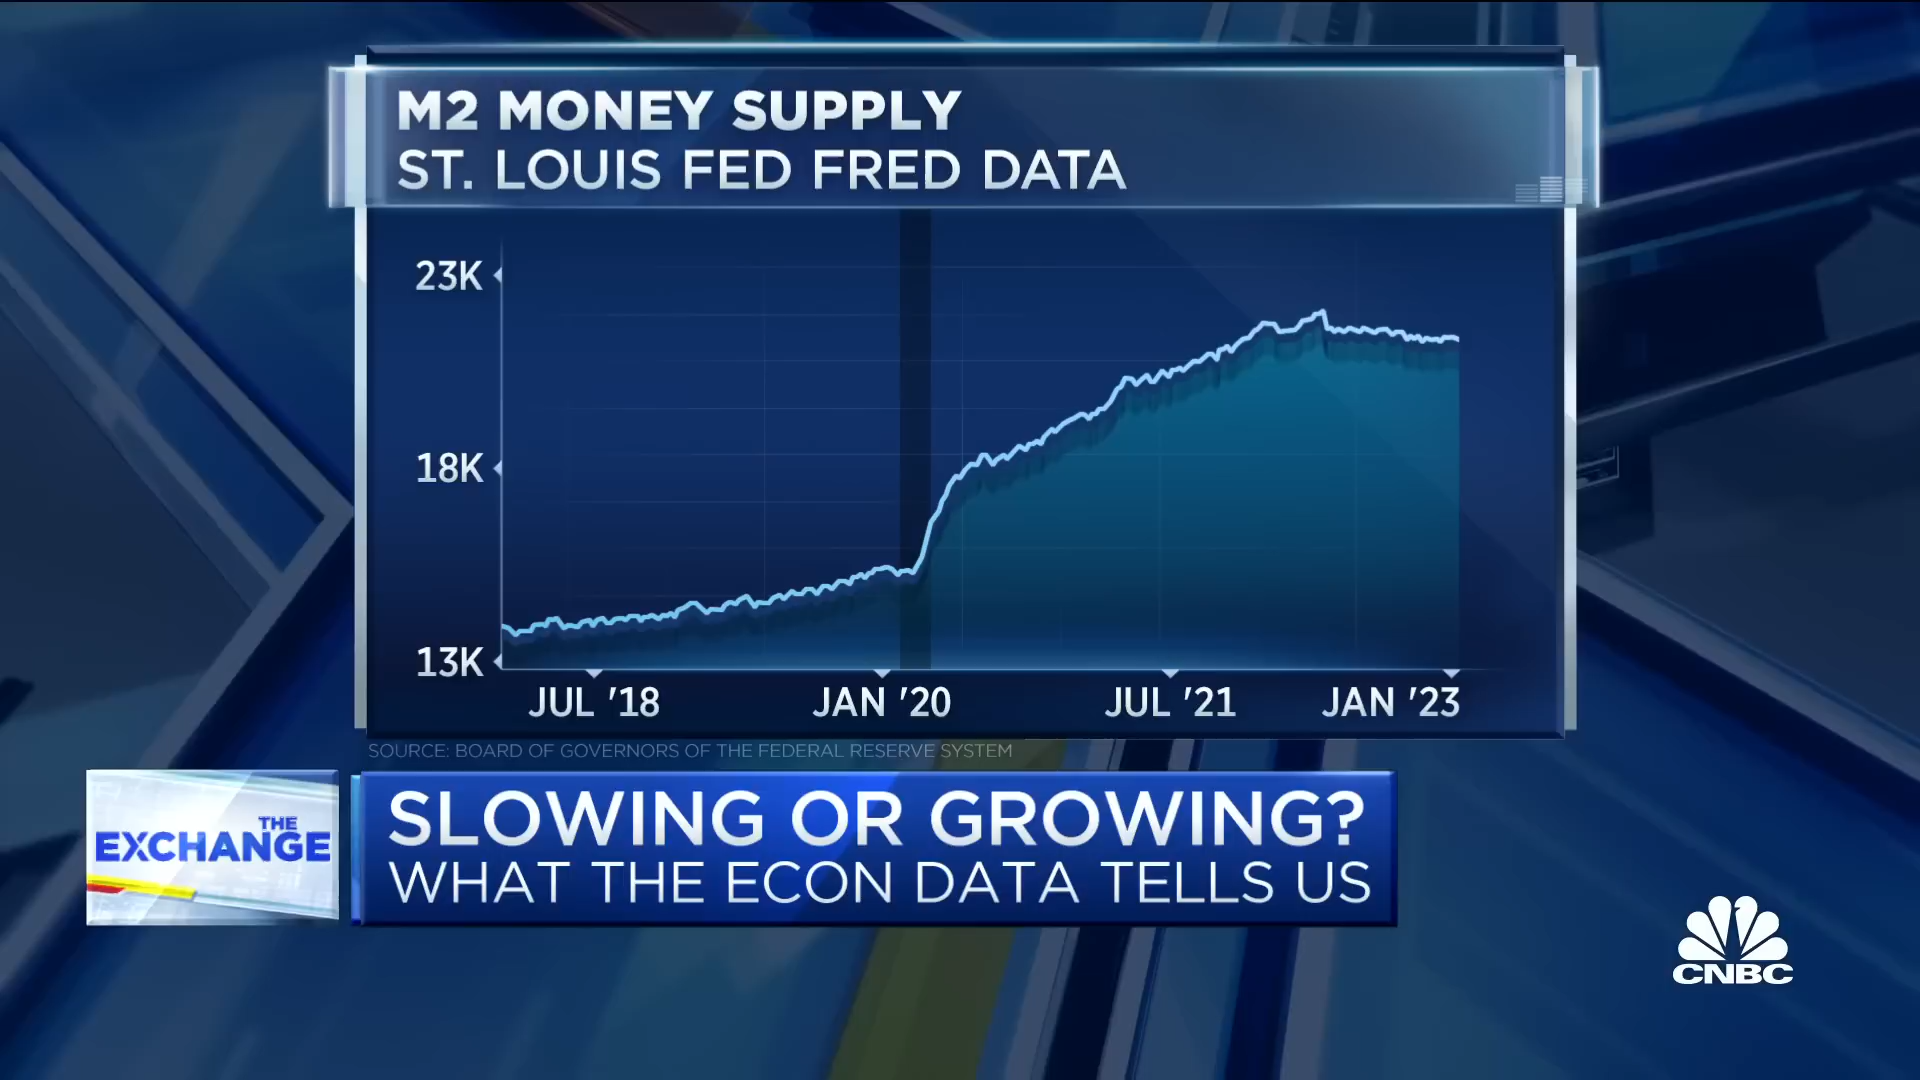 M2 MONEY SUPPLY
ST. LOUIS FED FRED DATA
23K
18K
13K
JUL '18 JAN '20 JUL '21 JAN '23
SOURCE: BOARD OF GOVERNORS OF THE FEDERAL RESERVE SYSTEM
THE
EXCHANGE
SLOWING OR GROWING?
WHAT THE ECON DATA TELLS US
CNBC